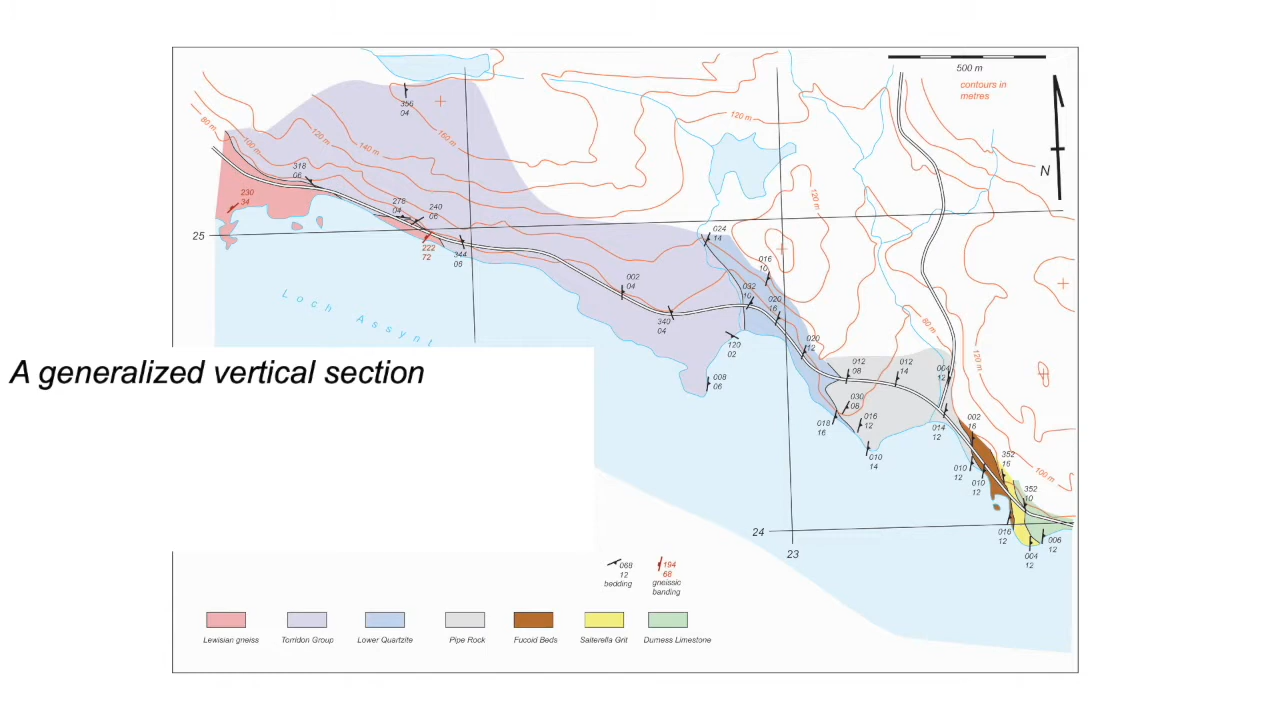 500 m
contours in
metres
N
356
04
80 m
100 m
120 m
140 m
160 m
120 m
120 m
318
06
230
34
278
04
240
06
222
72
344
06
25
024
14
016
10
002
04
032
10
020
16
340
04
120
02
020
12
008
06
80 m
120 m
012
08
012
14
004
12
030
08
018
16
016
12
014
12
010
14
002
16
010
12
010
12
352
16
100 m
352
10
016
12
006
12
004
12
Loch Assynt
A generalized vertical section
24
23
068
12
bedding
194
68
gneissic
banding
Lewisian gneiss
Torridon Group
Lower Quartzite
Pipe Rock
Fucoid Beds
Salterella Grit
Durness Limestone